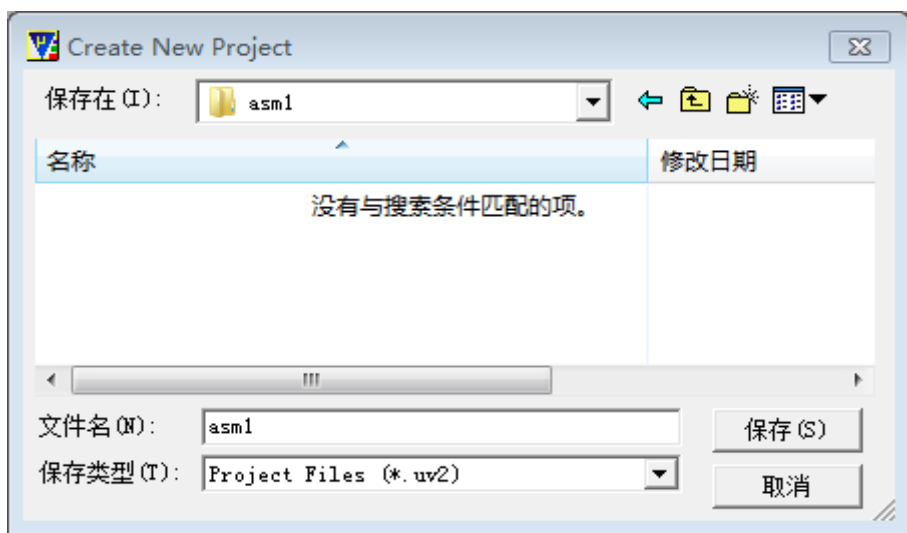 Create New Project
保存在(I): asm1
名称 修改日期
没有与搜索条件匹配的项。
文件名(N): asm1 保存(S)
保存类型(T): Project Files (*.uv2) 取消